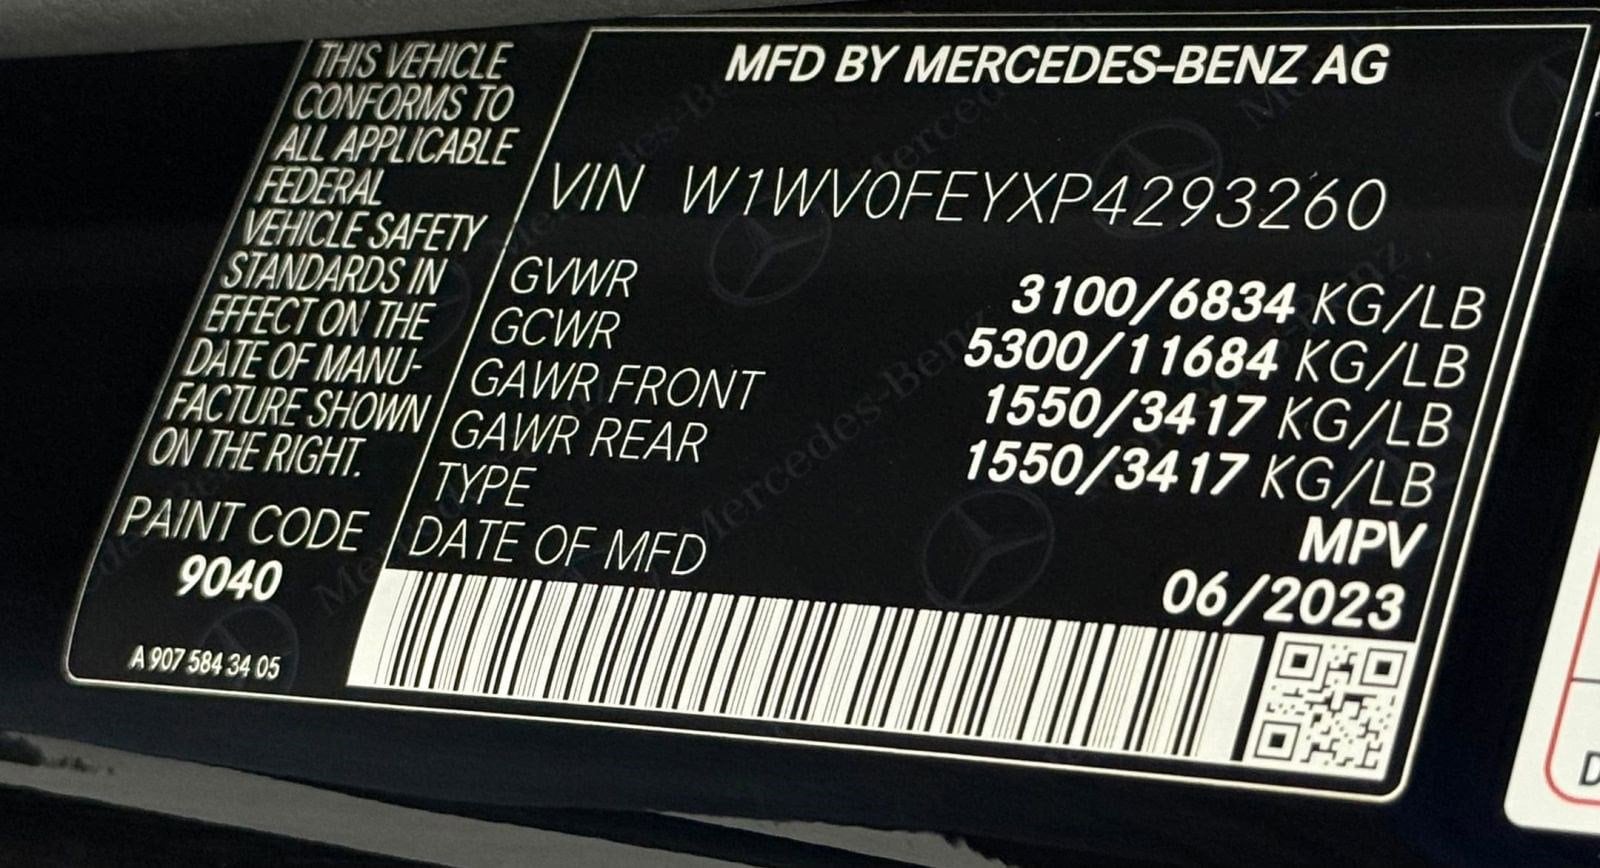 THIS VEHICLE
CONFORMS TO
ALL APPLICABLE
FEDERAL
VEHICLE SAFETY
STANDARDS IN
EFFECT ON THE
DATE OF MANU-
FACTURE SHOWN
ON THE RIGHT.
PAINT CODE
9040
A 907 584 34 05
MFD BY MERCEDES-BENZ AG
VIN W1WV0FEYXP4293260
GVWR 3100/6834 KG/LB
GCWR 5300/11684 KG/LB
GAWR FRONT 1550/3417 KG/LB
GAWR REAR 1550/3417 KG/LB
TYPE MPV
DATE OF MFD 06/2023